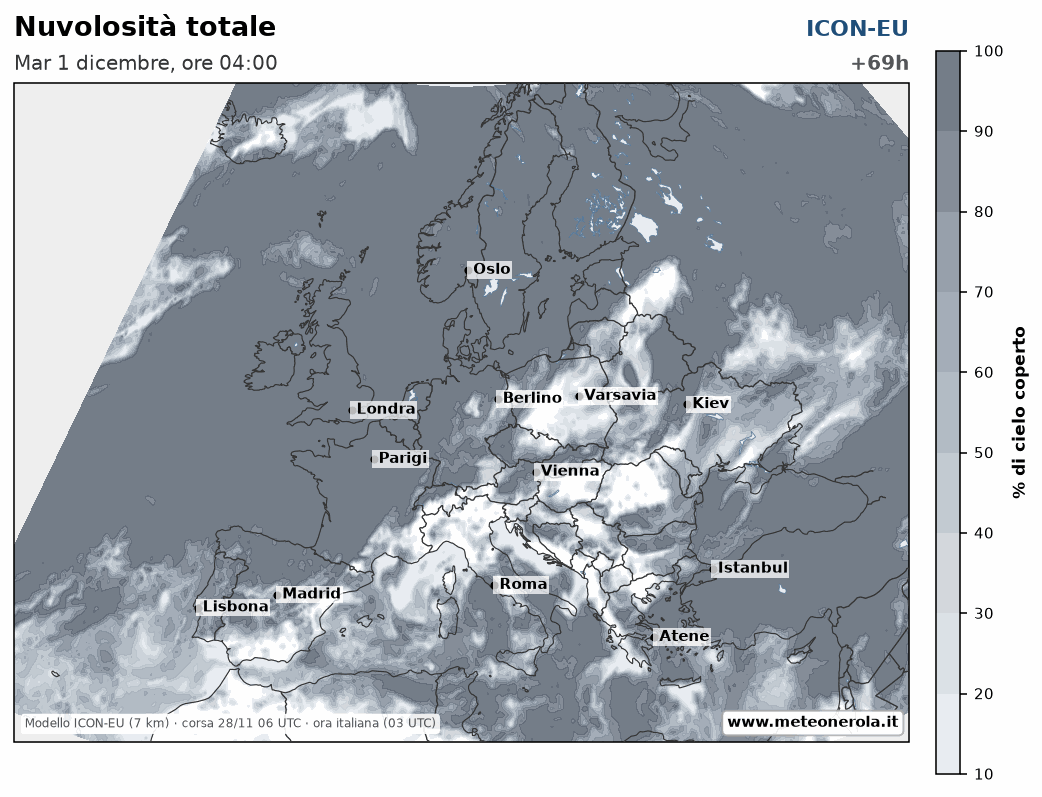 Nuvolosità totale
ICON-EU
Mar 1 dicembre, ore 04:00
+69h
100
90
80
70
60
50
40
30
20
10
% di cielo coperto
Oslo
Berlino
Varsavia
Kiev
Londra
Parigi
Vienna
Istanbul
Roma
Madrid
Lisbona
Atene
Modello ICON-EU (7 km) · corsa 28/11 06 UTC · ora italiana (03 UTC)
www.meteonerola.it